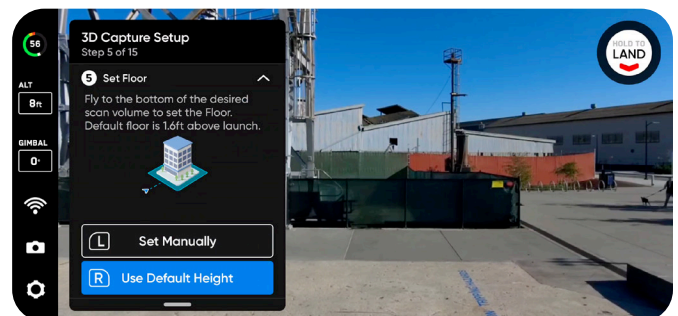 56
ALT
8ft
GIMBAL
0°
3D Capture Setup
Step 5 of 15
5 Set Floor
Fly to the bottom of the desired
scan volume to set the Floor.
Default floor is 1.6ft above launch.
L Set Manually
R Use Default Height
HOLD TO
LAND